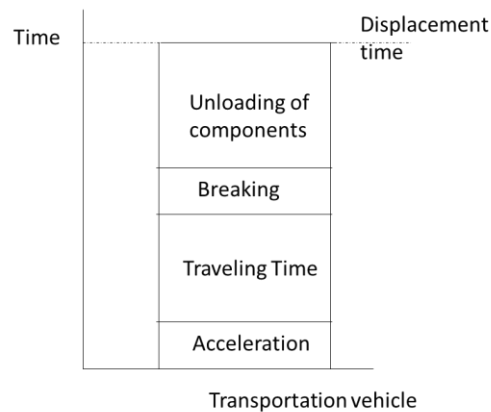 Displacement
Time
time
Unloading of
components
Breaking
Traveling Time
Acceleration
Transportation vehicle